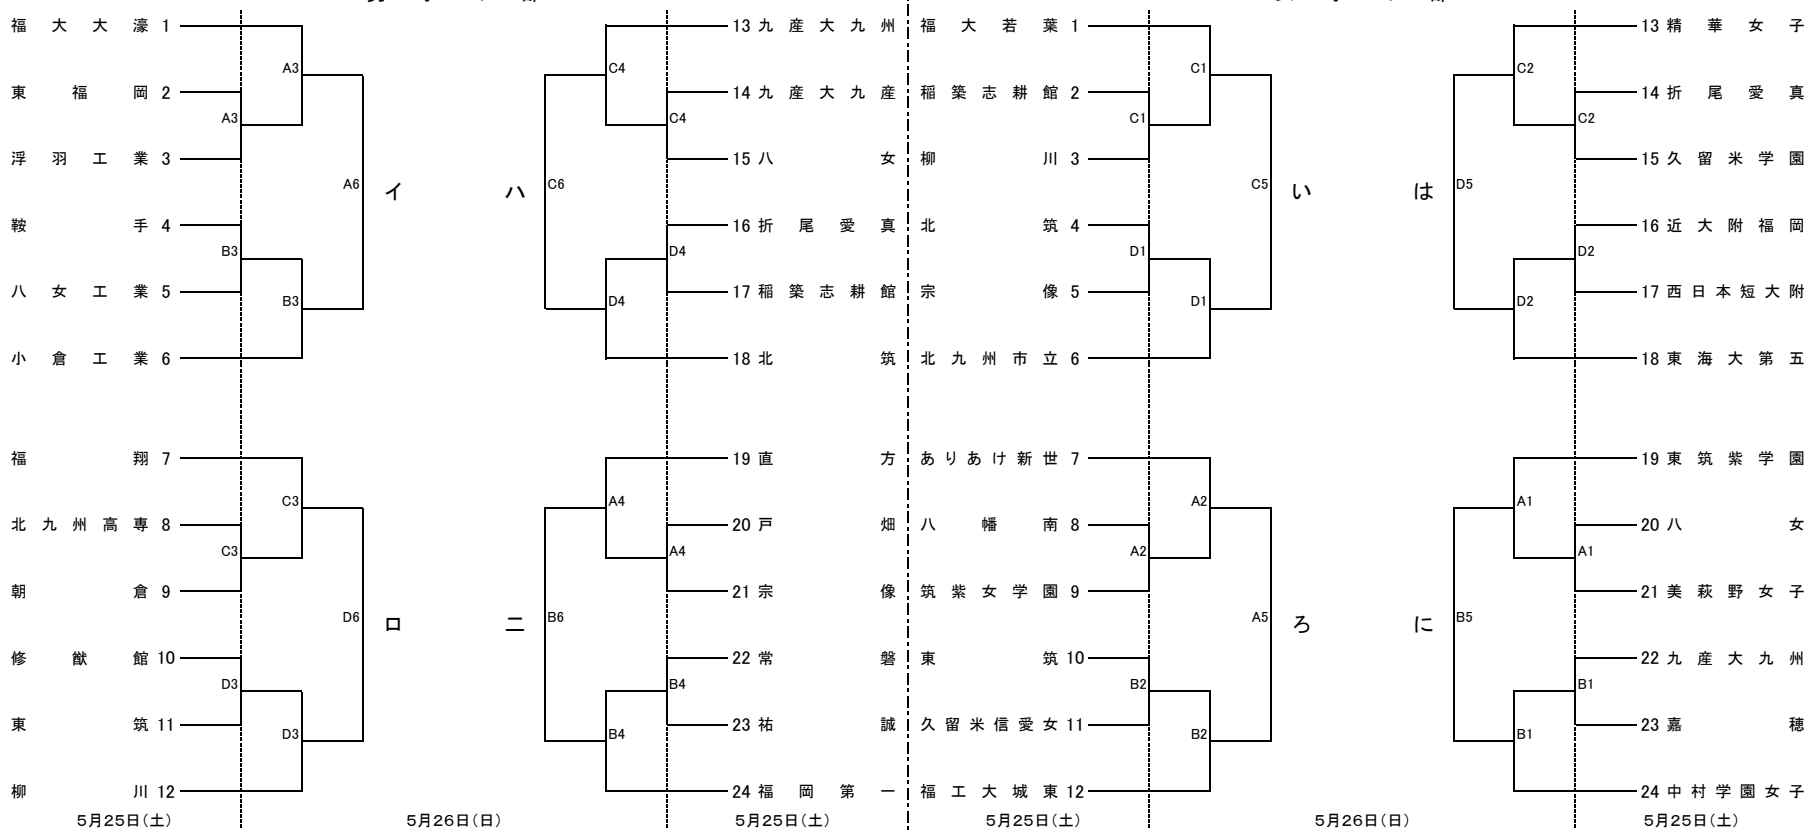 福大大濠 1
東福岡 2
浮羽工業 3
鞍手 4
八女工業 5
小倉工業 6
福翔 7
北九州高専 8
朝倉 9
修猷館 10
東筑 11
柳川 12
A3
A3
B3
B3
A6
イ
C3
C3
D3
D3
D6
ロ
5月25日(土)
5月26日(日)
5月25日(土)
13 九産大九州
14 九産大九産
15 八女
16 折尾愛真
17 稲築志耕館
18 北筑
19 直方
20 戸畑
21 宗像
22 常磐
23 祐誠
24 福岡第一
C4
C4
D4
D4
C6
ハ
A4
A4
B4
B4
B6
ニ
福大若葉 1
稲築志耕館 2
柳川 3
北筑 4
宗像 5
北九州市立 6
ありあけ新世 7
八幡南 8
筑紫女学園 9
東筑 10
久留米信愛女 11
福工大城東 12
C1
C1
D1
D1
C5
い
A2
A2
B2
B2
A5
ろ
5月25日(土)
5月26日(日)
5月25日(土)
13 精華女子
14 折尾愛真
15 久留米学園
16 近大附福岡
17 西日本短大附
18 東海大第五
19 東筑紫学園
20 八女
21 美萩野女子
22 九産大九州
23 嘉穂
24 中村学園女子
C2
C2
D2
D2
D5
は
A1
A1
B1
B1
B5
に